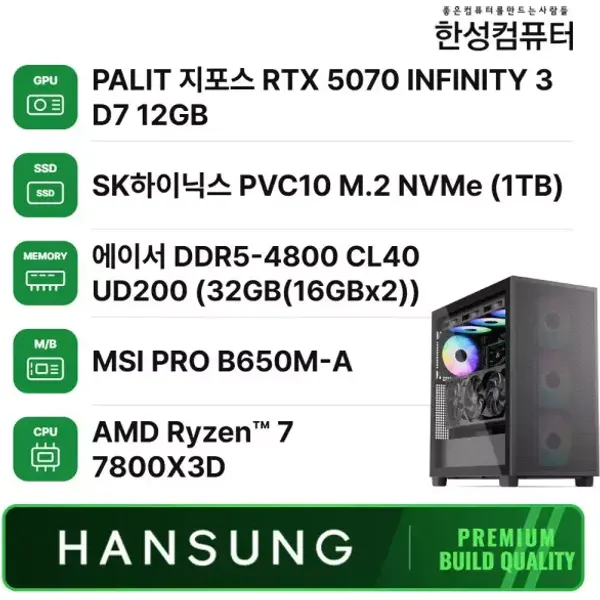 좋은컴퓨터를만드는사람들
한성컴퓨터
GPU
PALIT 지포스 RTX 5070 INFINITY 3
D7 12GB
SSD
SSD
SK하이닉스 PVC10 M.2 NVMe (1TB)
MEMORY
에이서 DDR5-4800 CL40
UD200 (32GB(16GBx2))
M/B
MSI PRO B650M-A
CPU
AMD Ryzen™ 7
7800X3D
HANSUNG
PREMIUM
BUILD QUALITY